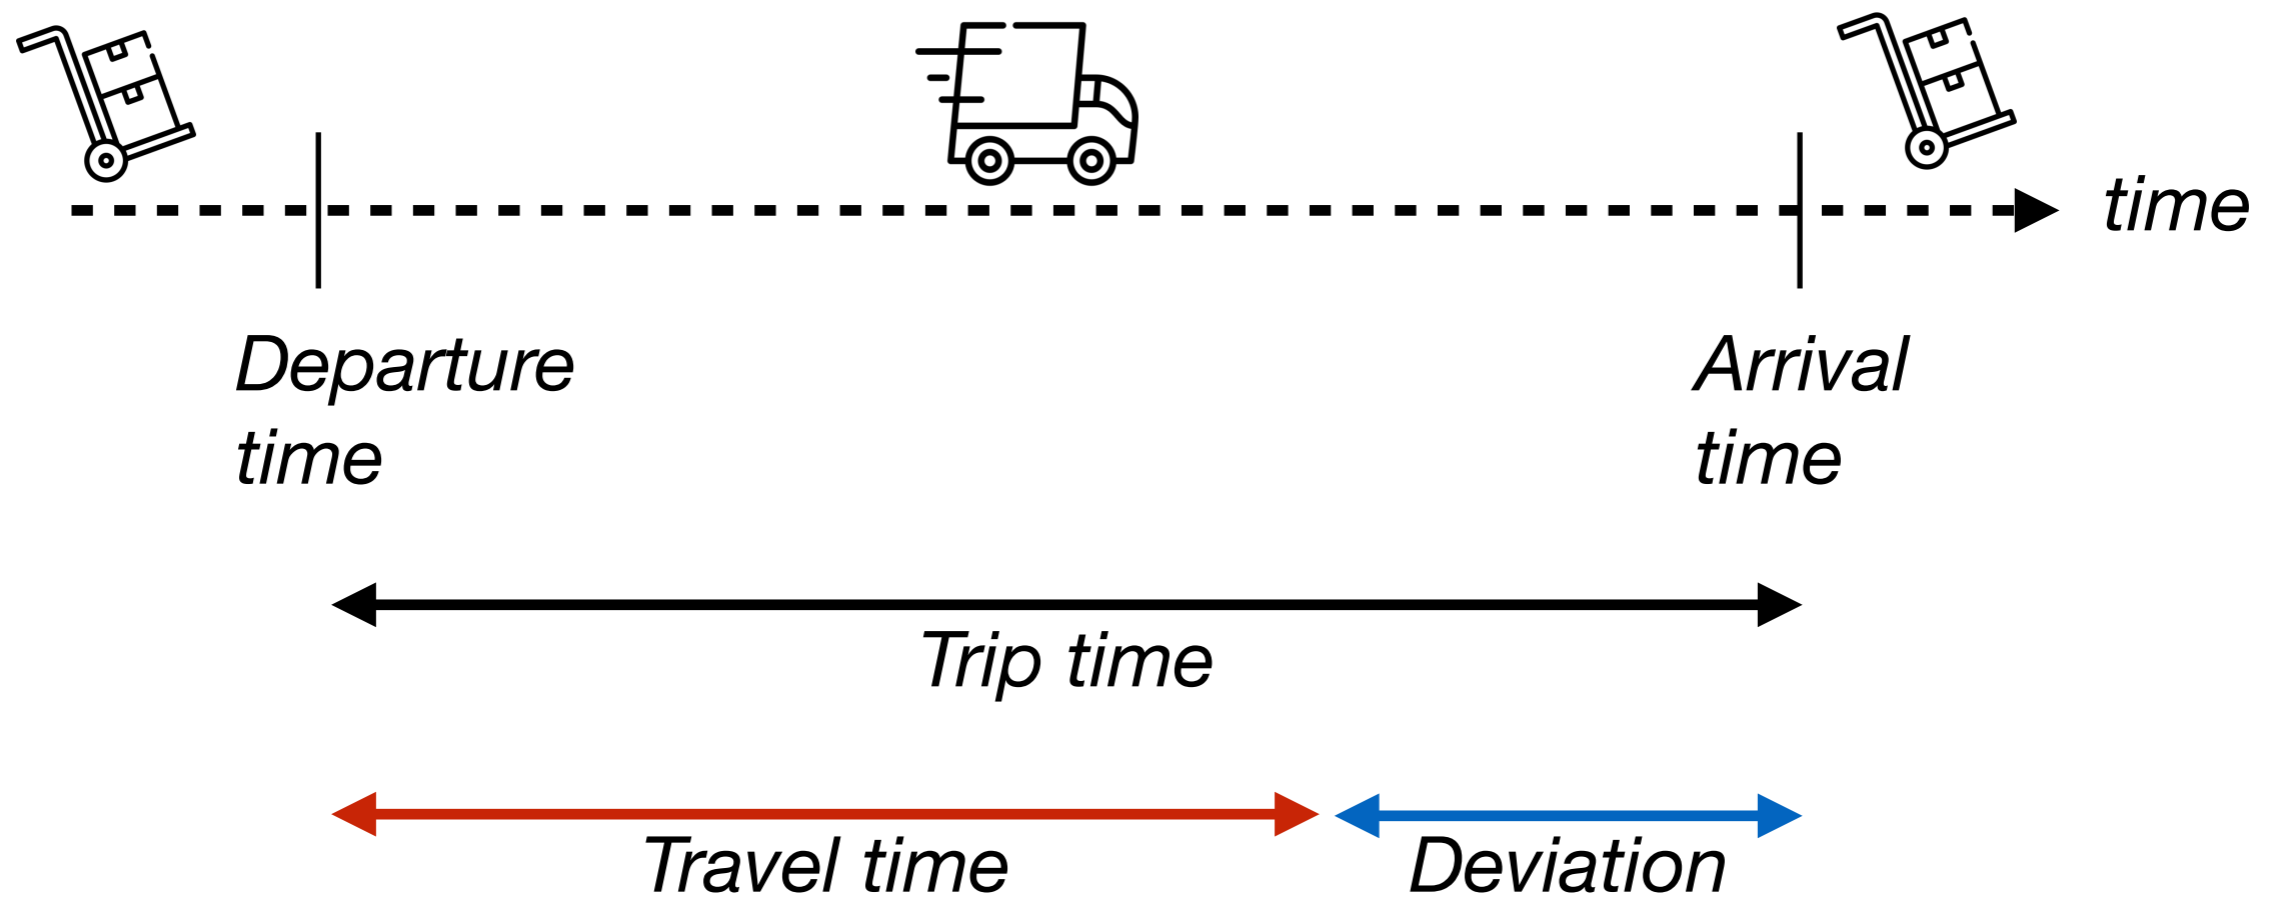 time
Departure
time
Arrival
time
Trip time
Travel time
Deviation